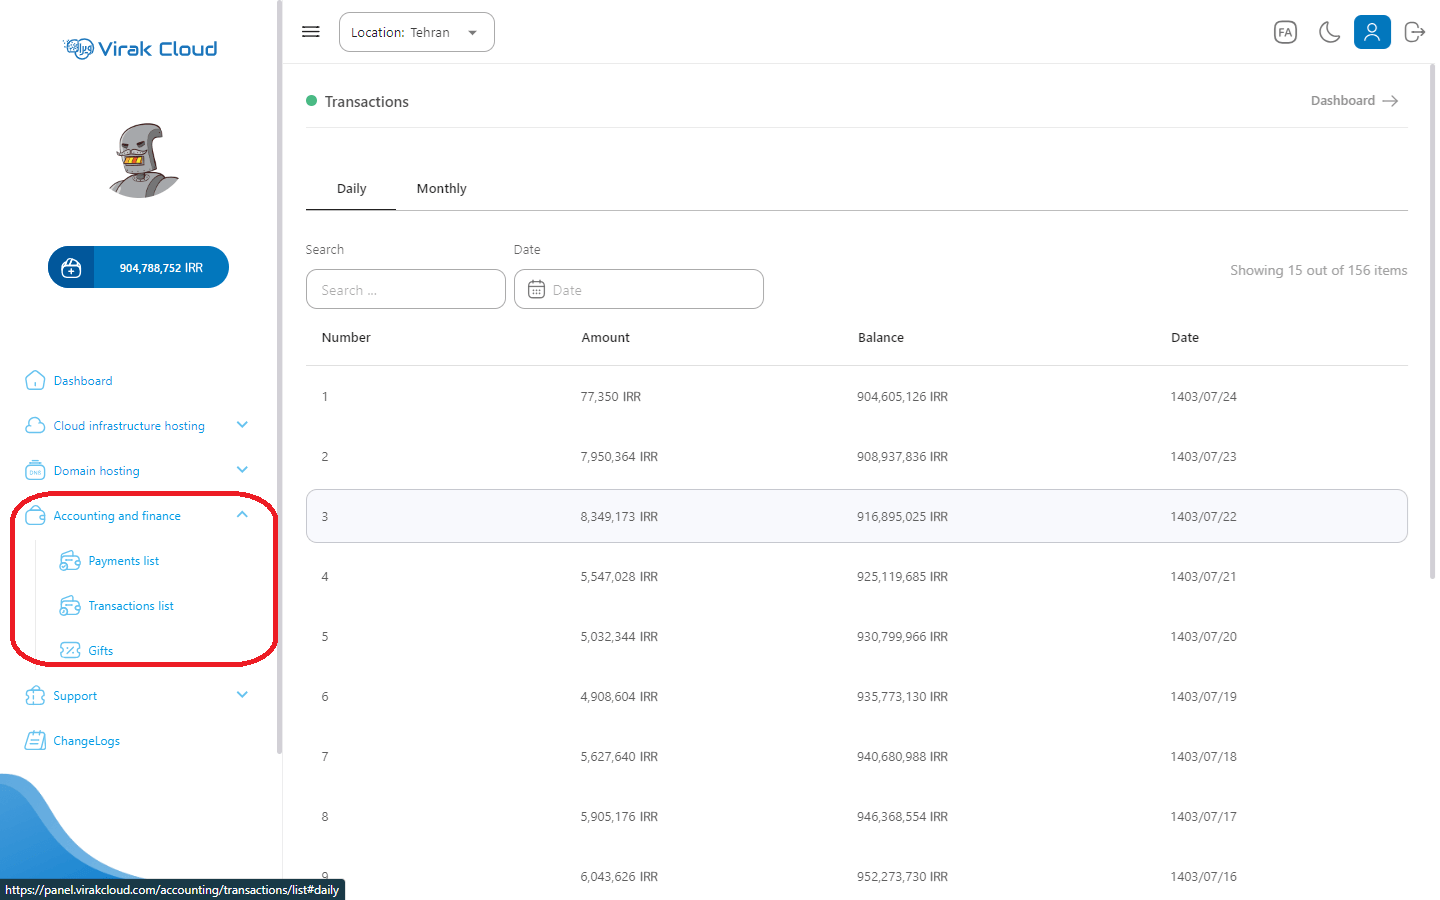 Virak Cloud
904,788,752 IRR
Dashboard
Cloud infrastructure hosting
DNS
Domain hosting
Accounting and finance
Payments list
Transactions list
Gifts
Support
ChangeLogs
https://panel.virakcloud.com/accounting/transactions/list#daily
Location: Tehran
FA
Transactions
Dashboard
Daily Monthly
Search Date
Search ... Date
Showing 15 out of 156 items
Number Amount Balance Date
1 77,350 IRR 904,605,126 IRR 1403/07/24
2 7,950,364 IRR 908,937,836 IRR 1403/07/23
3 8,349,173 IRR 916,895,025 IRR 1403/07/22
4 5,547,028 IRR 925,119,685 IRR 1403/07/21
5 5,032,344 IRR 930,799,966 IRR 1403/07/20
6 4,908,604 IRR 935,773,130 IRR 1403/07/19
7 5,627,640 IRR 940,680,988 IRR 1403/07/18
8 5,905,176 IRR 946,368,554 IRR 1403/07/17
9 6,043,626 IRR 952,273,730 IRR 1403/07/16